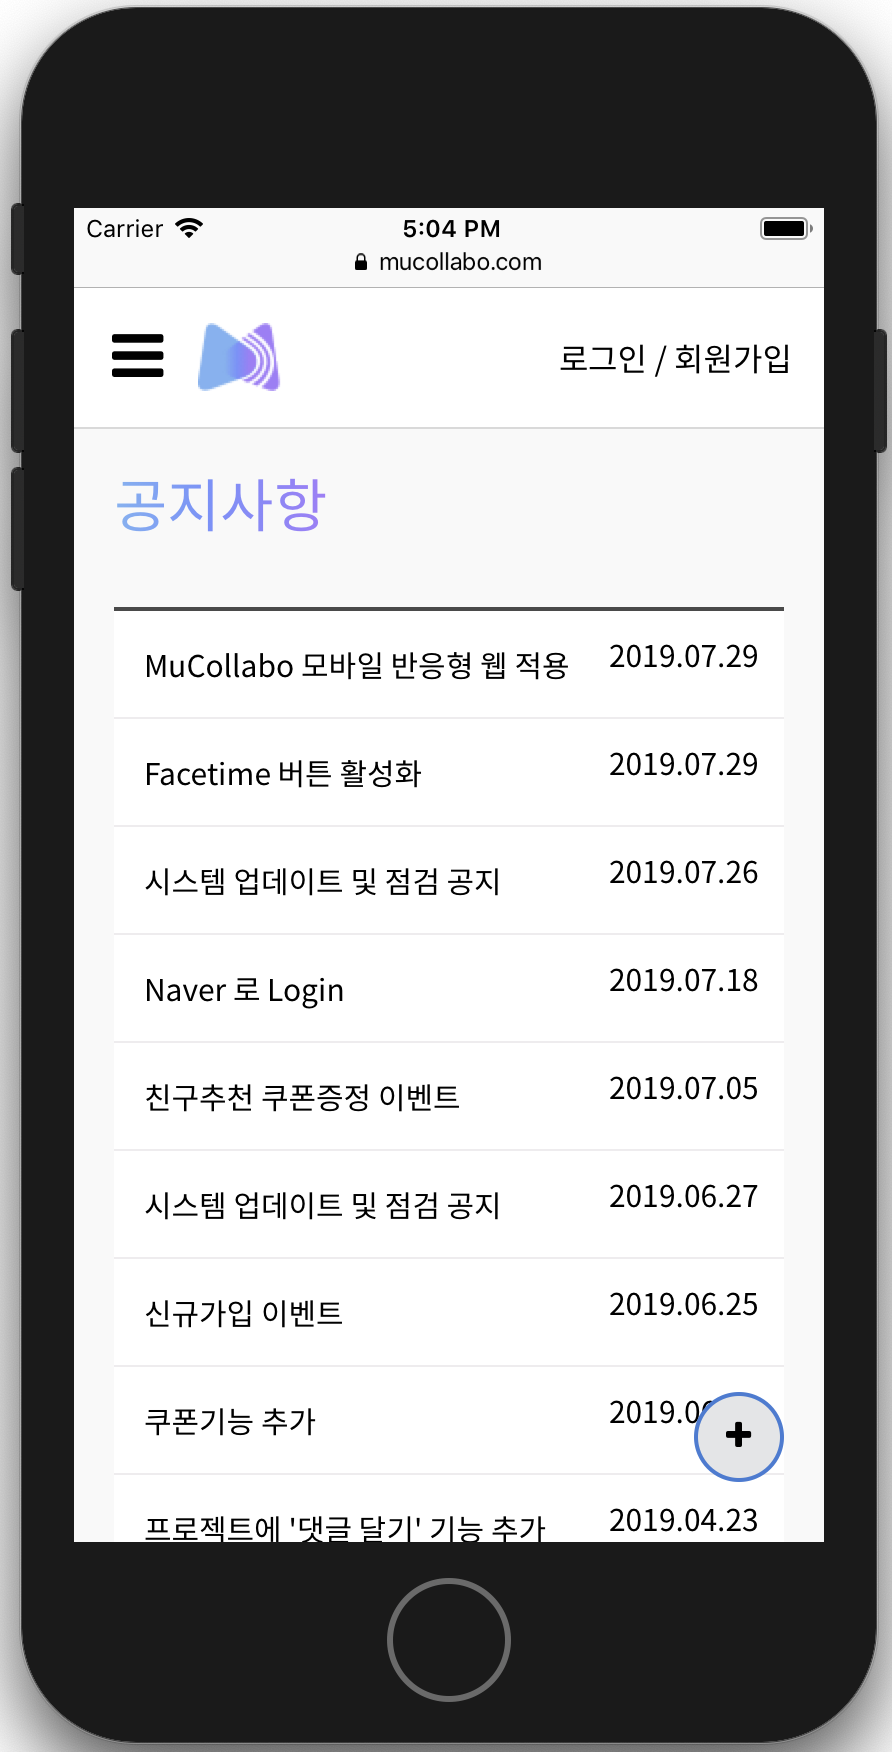 Carrier 5:04 PM
mucollabo.com
로그인 / 회원가입
공지사항
MuCollabo 모바일 반응형 웹 적용 2019.07.29
Facetime 버튼 활성화 2019.07.29
시스템 업데이트 및 점검 공지 2019.07.26
Naver 로 Login 2019.07.18
친구추천 쿠폰증정 이벤트 2019.07.05
시스템 업데이트 및 점검 공지 2019.06.27
신규가입 이벤트 2019.06.25
쿠폰기능 추가
프로젝트에 '댓글 달기' 기능 추가 2019.04.23